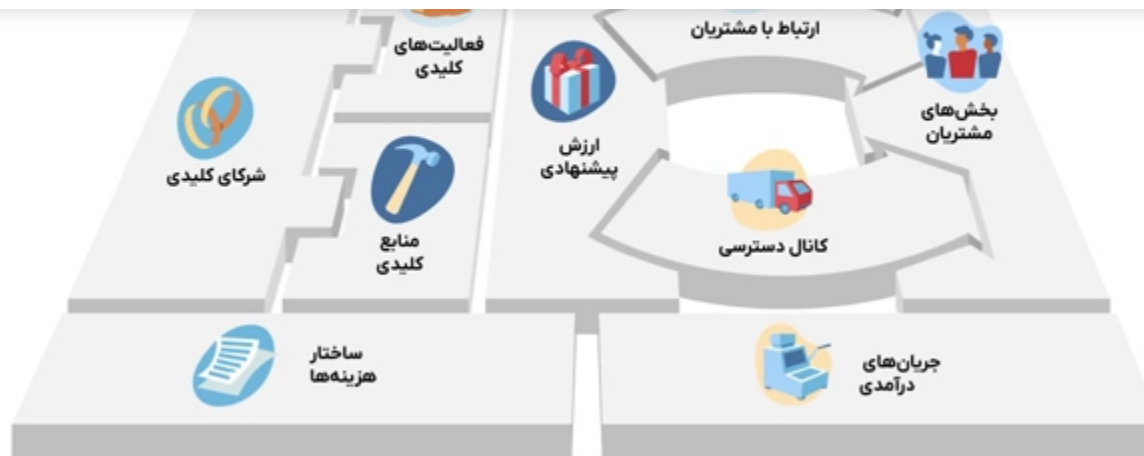 ارتباط با مشتریان
فعالیت‌های
کلیدی
بخش‌های
مشتریان
ارزش
پیشنهادی
شرکای کلیدی
منابع
کلیدی
کانال دسترسی
ساختار
هزینه‌ها
جریان‌های
درآمدی